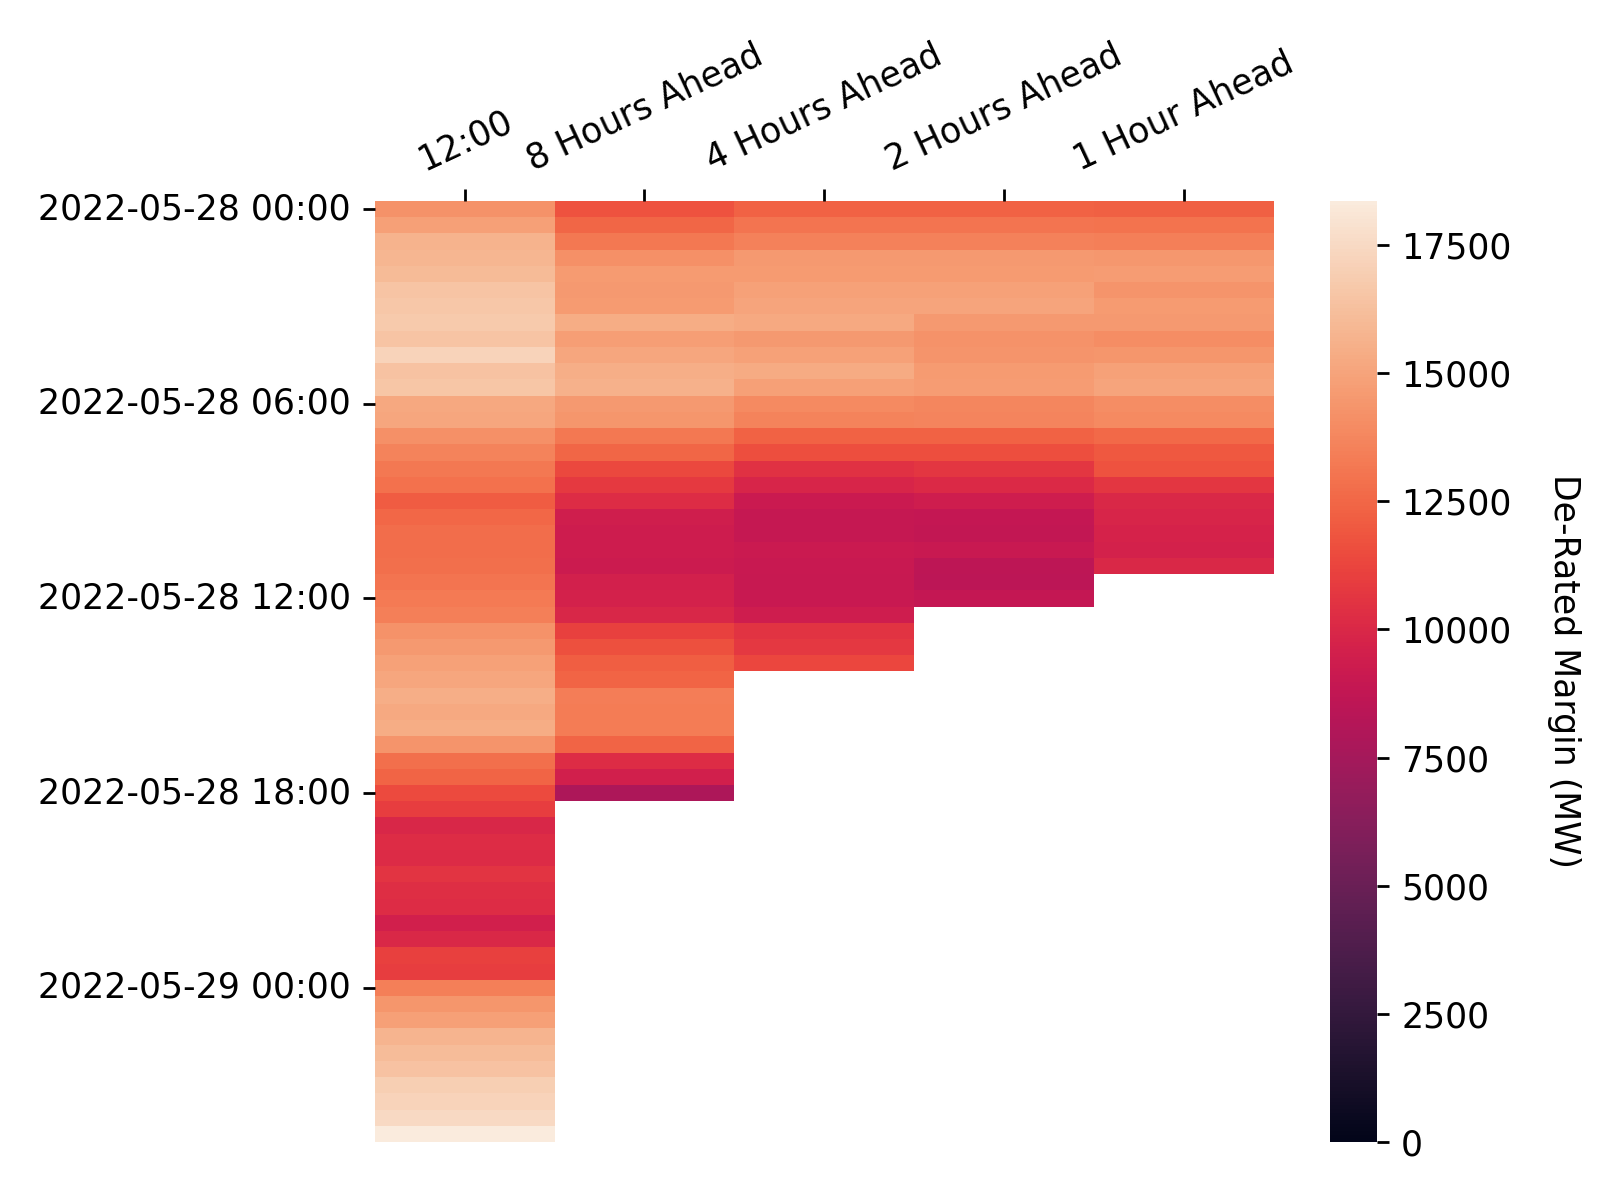 12:00
8 Hours Ahead
4 Hours Ahead
2 Hours Ahead
1 Hour Ahead
2022-05-28 00:00
2022-05-28 06:00
2022-05-28 12:00
2022-05-28 18:00
2022-05-29 00:00
17500
15000
12500
10000
7500
5000
2500
0
De-Rated Margin (MW)